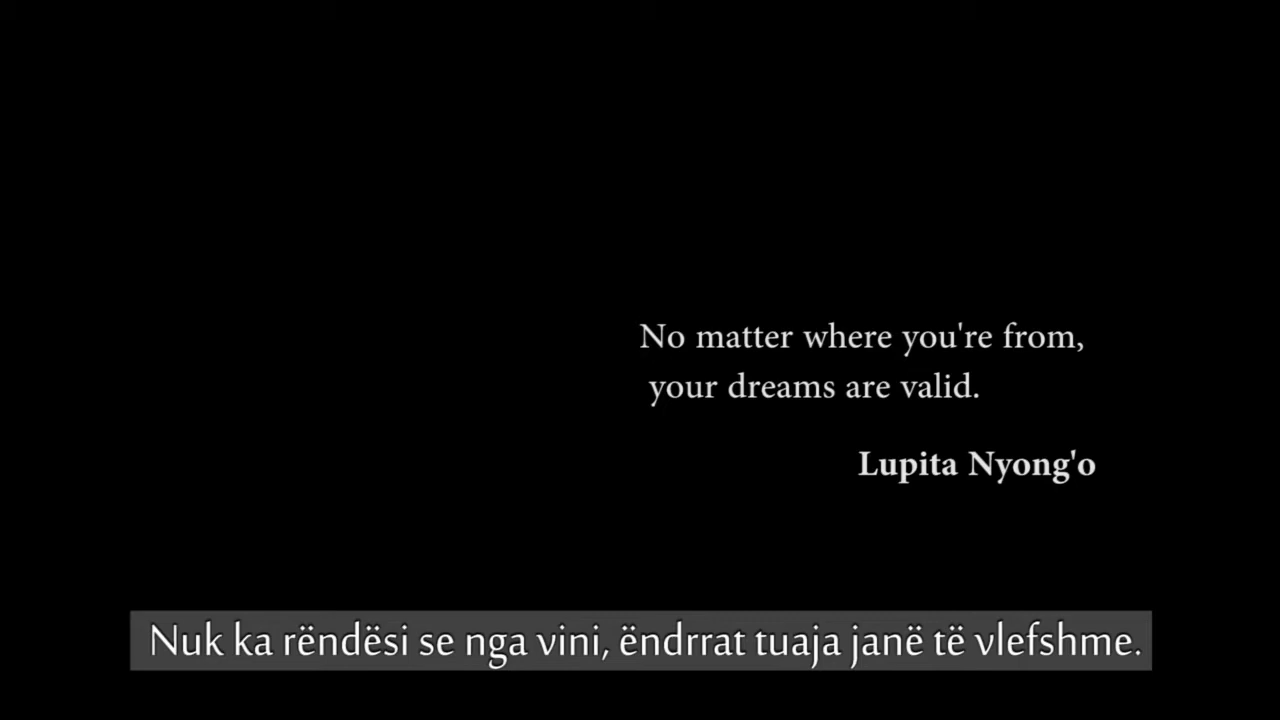 No matter where you're from,
your dreams are valid.
Lupita Nyong'o
Nuk ka rëndësi se nga vini, ëndrrat tuaja janë të vlefshme.